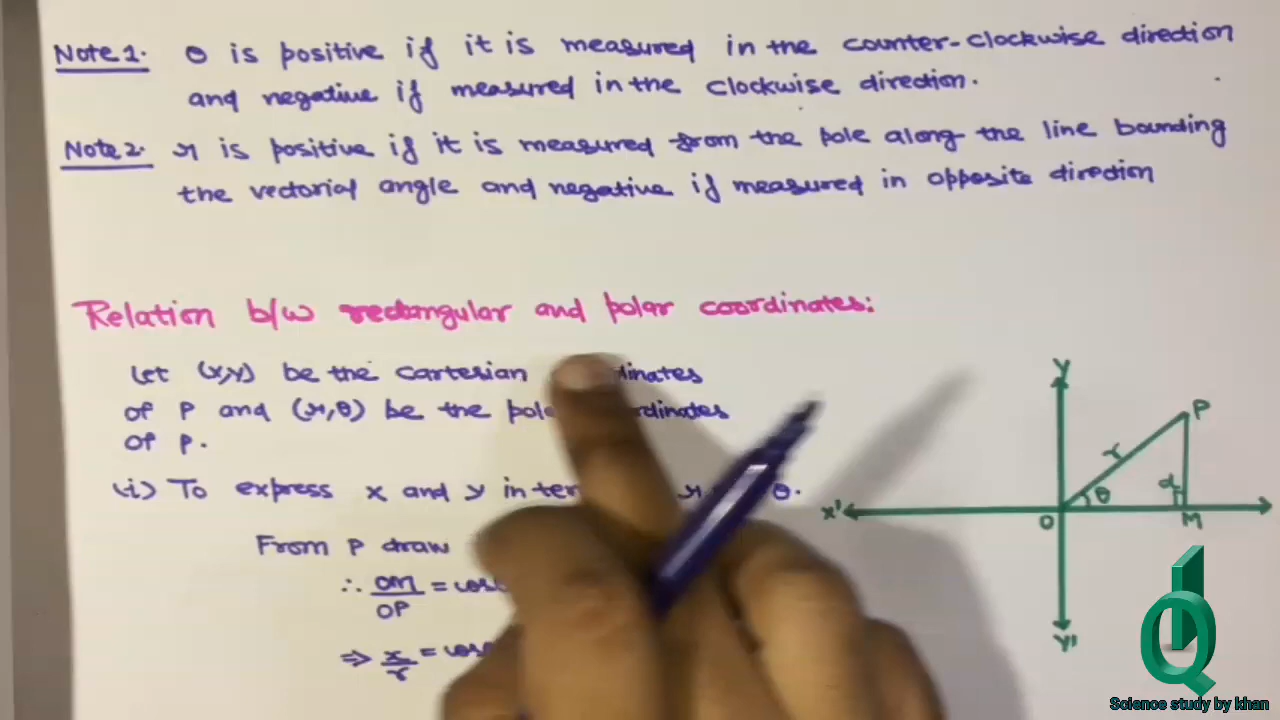 Note 1. θ is positive if it is measured in the counter-clockwise direction
and negative if measured in the clockwise direction.
Note 2. r is positive if it is measured from the pole along the line bounding
the vectorial angle and negative if measured in opposite direction
Relation b/w rectangular and polar coordinates:
Let (x,y) be the cartesian
of P and (r,θ) be the
of P.
(i) To express x and y in r θ.
From P draw
∴ OM/OP =
⇒ x/r =
Y
P
r
θ
X'
O
M
Y'
Science study by khan